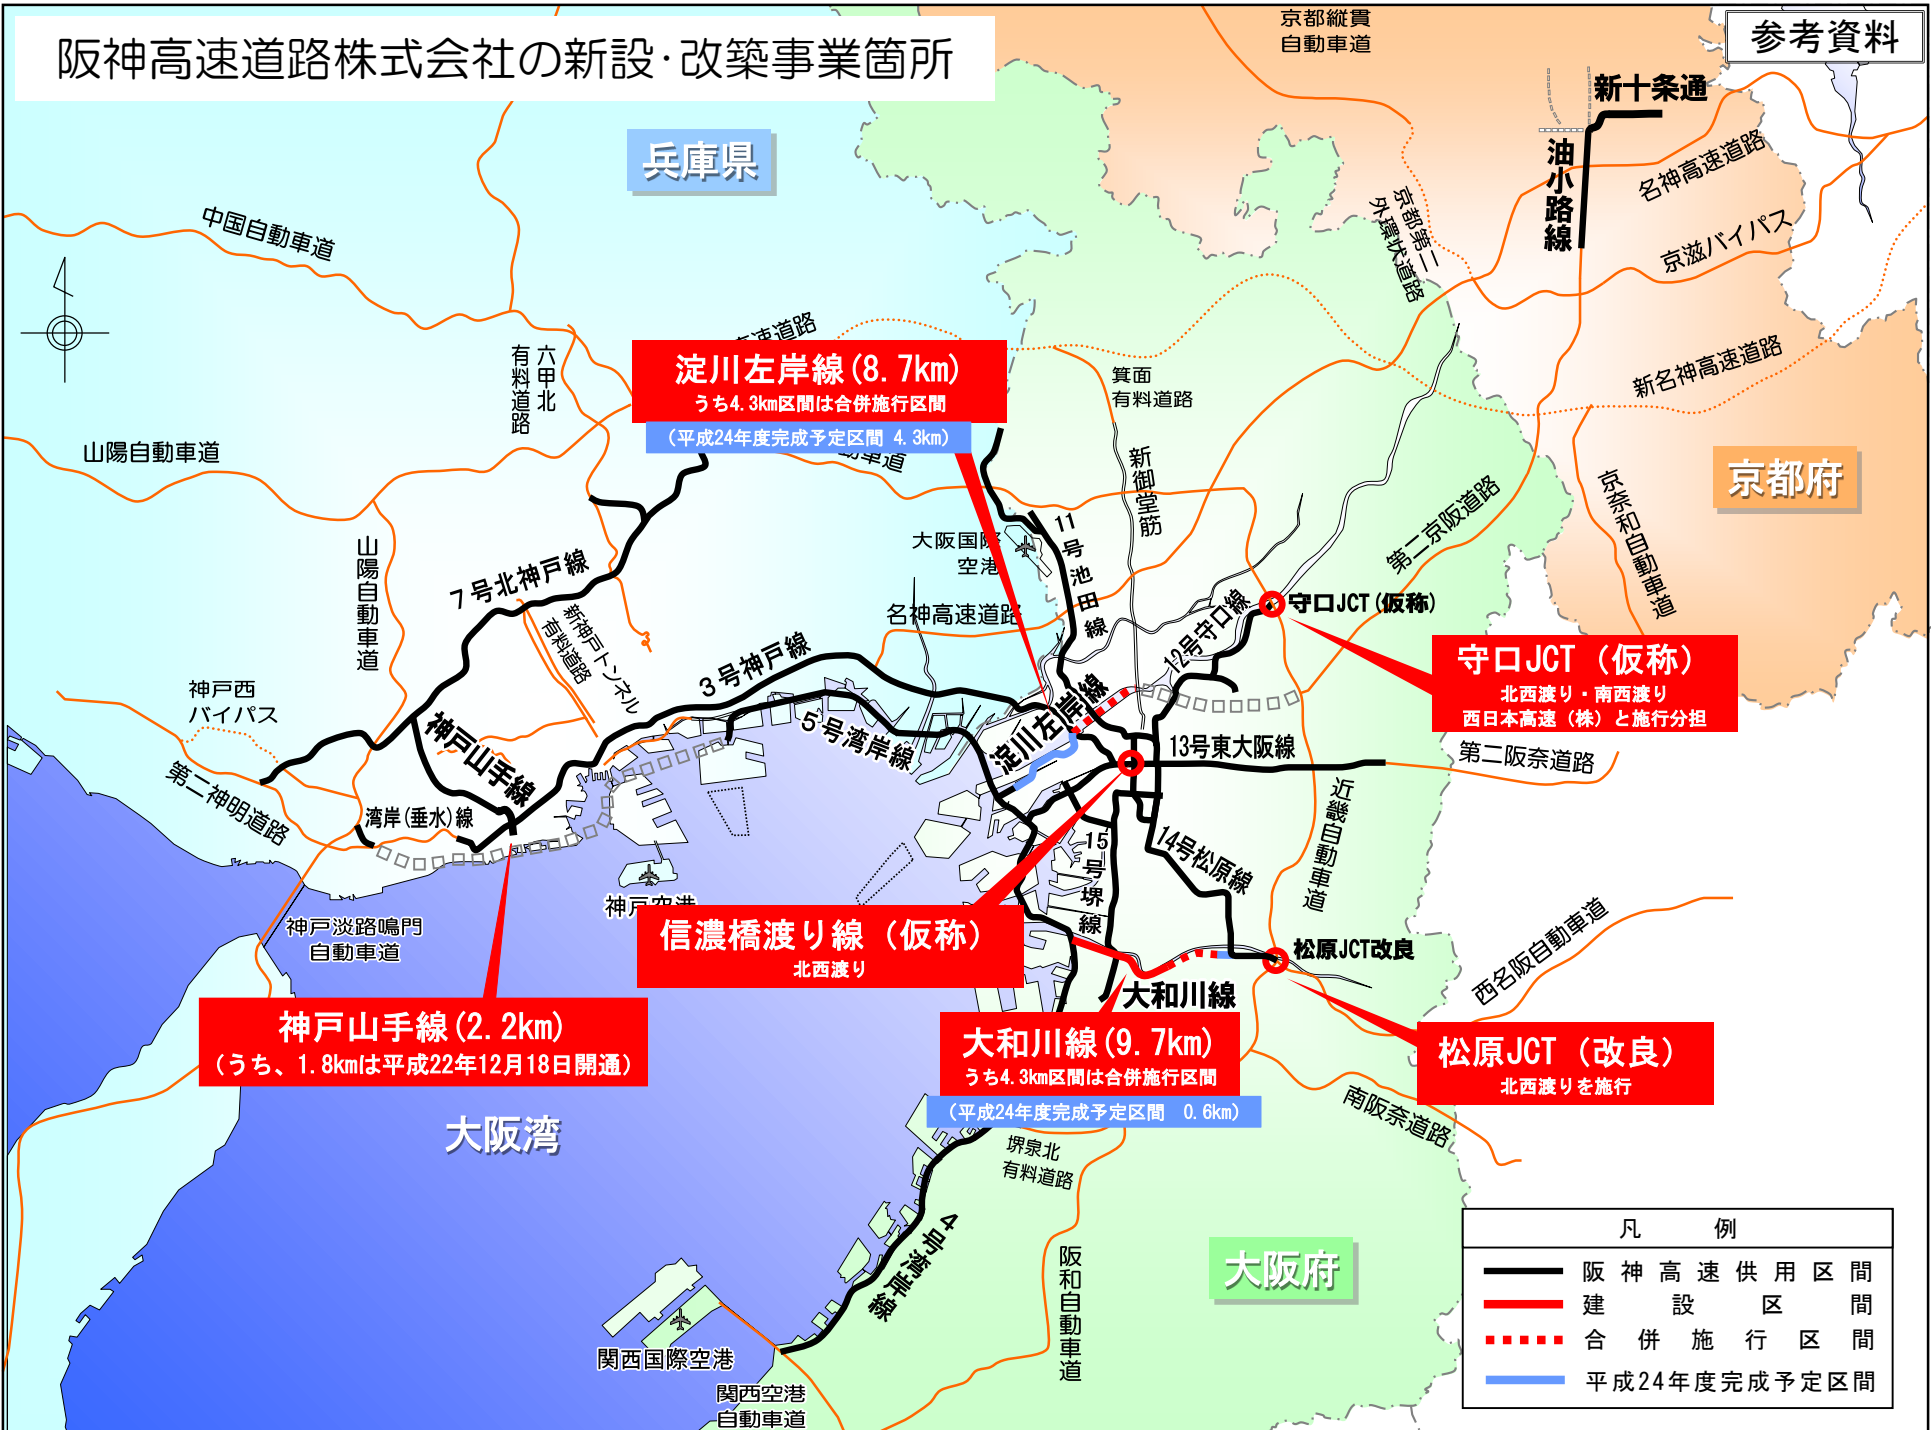 阪神高速道路株式会社の新設・改築事業箇所
参考資料
京都縦貫
自動車道
新十条通
油小路線
名神高速道路
京滋バイパス
京都第二
外環状道路
兵庫県
中国自動車道
六甲北
有料道路
速道路
淀川左岸線(8.7km)
うち4.3km区間は合併施行区間
(平成24年度完成予定区間 4.3km)
動車道
箕面
有料道路
新御堂筋
新名神高速道路
京都府
山陽自動車道
山陽自動車道
京奈和自動車道
第二京阪道路
11号池田線
大阪国際
空港
7号北神戸線
新神戸トンネル
有料道路
名神高速道路
12号守口線
守口JCT(仮称)
守口JCT(仮称)
北西渡り・南西渡り
西日本高速(株)と施行分担
3号神戸線
神戸西
バイパス
神戸山手線
5号湾岸線
淀川左岸線
13号東大阪線
第二阪奈道路
第二神明道路
湾岸(垂水)線
近畿自動車道
15号堺線
14号松原線
神戸空港
神戸淡路鳴門
自動車道
信濃橋渡り線(仮称)
北西渡り
松原JCT改良
西名阪自動車道
大和川線
神戸山手線(2.2km)
(うち、1.8kmは平成22年12月18日開通)
大和川線(9.7km)
うち4.3km区間は合併施行区間
(平成24年度完成予定区間 0.6km)
松原JCT(改良)
北西渡りを施行
南阪奈道路
大阪湾
堺泉北
有料道路
4号湾岸線
阪和自動車道
大阪府
関西国際空港
関西空港
自動車道
凡例
阪神高速供用区間
建設区間
合併施行区間
平成24年度完成予定区間